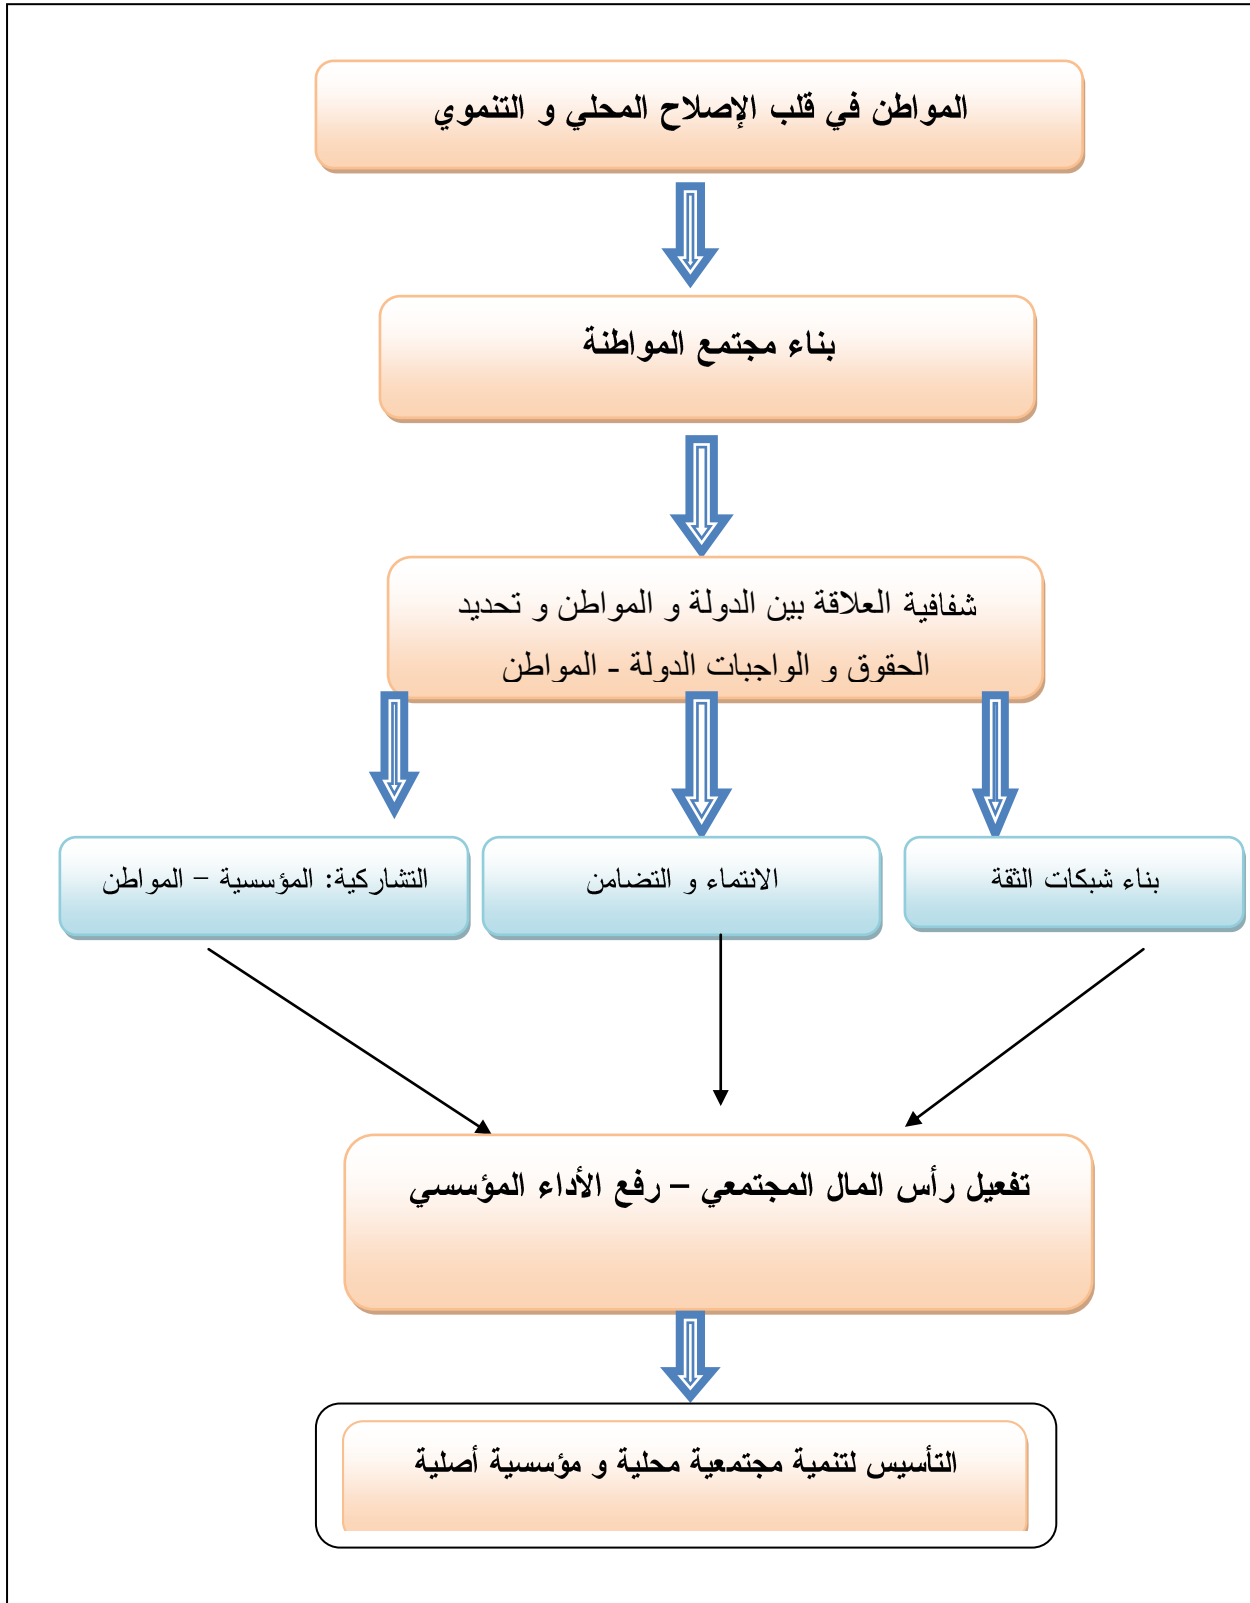 المواطن في قلب الإصلاح المحلي و التنموي
بناء مجتمع المواطنة
شفافية العلاقة بين الدولة و المواطن و تحديد
الحقوق و الواجبات الدولة - المواطن
بناء شبكات الثقة
الانتماء و التضامن
التشاركية: المؤسسية – المواطن
تفعيل رأس المال المجتمعي – رفع الأداء المؤسسي
التأسيس لتنمية مجتمعية محلية و مؤسسية أصلية